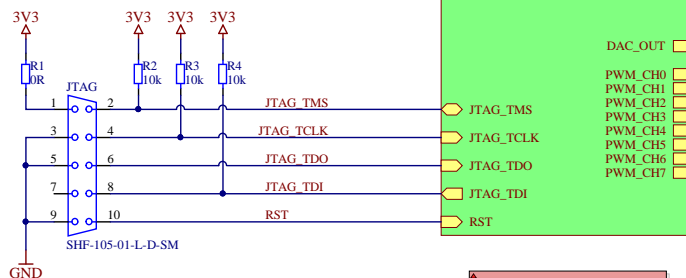 3V3 3V3 3V3 3V3
R1 R2 R3 R4
0R 10k 10k 10k
DAC_OUT
JTAG
PWM_CH0
PWM_CH1
PWM_CH2
PWM_CH3
PWM_CH4
PWM_CH5
PWM_CH6
PWM_CH7
1 2 JTAG_TMS JTAG_TMS
3 4 JTAG_TCLK JTAG_TCLK
5 6 JTAG_TDO JTAG_TDO
7 8 JTAG_TDI JTAG_TDI
9 10 RST RST
SHF-105-01-L-D-SM
GND